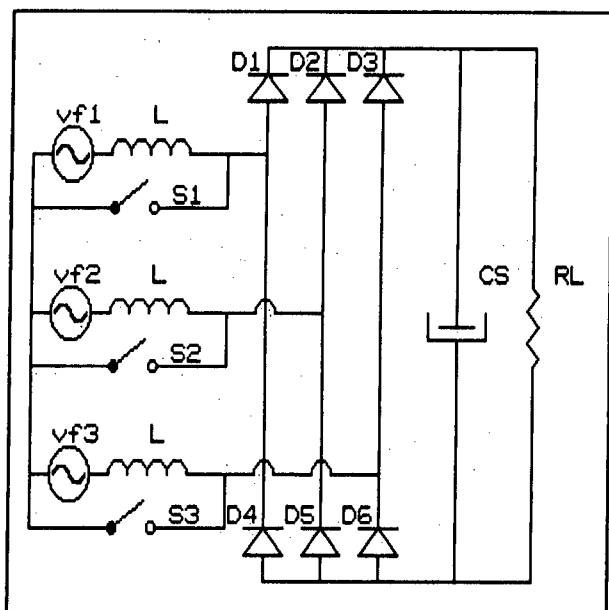 D1 D2 D3
vf1 L
S1
vf2 L
CS RL
S2
vf3 L
S3 D4 D5 D6